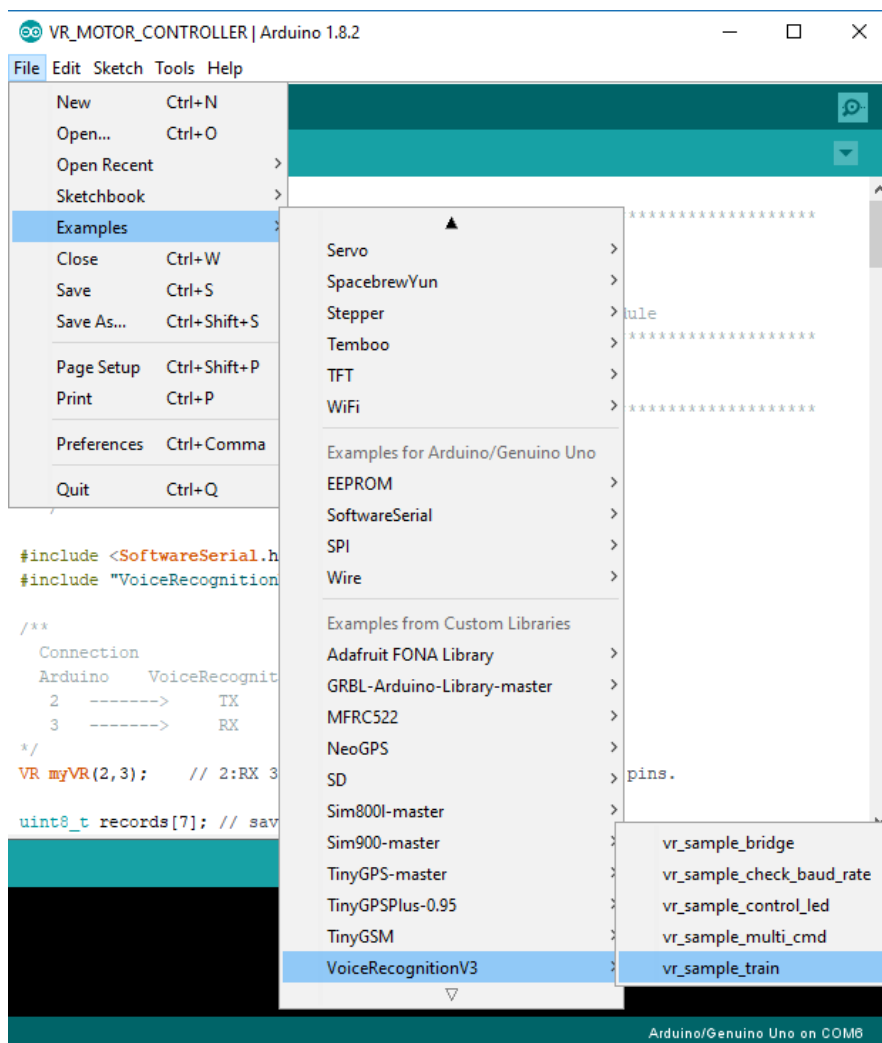 VR_MOTOR_CONTROLLER | Arduino 1.8.2
File Edit Sketch Tools Help
New Ctrl+N
Open... Ctrl+O
Open Recent
Sketchbook
Examples
Close Ctrl+W
Save Ctrl+S
Save As... Ctrl+Shift+S
Page Setup Ctrl+Shift+P
Print Ctrl+P
Preferences Ctrl+Comma
Quit Ctrl+Q
Servo
SpacebrewYun
Stepper
Temboo
TFT
WiFi
Examples for Arduino/Genuino Uno
EEPROM
SoftwareSerial
SPI
Wire
Examples from Custom Libraries
Adafruit FONA Library
GRBL-Arduino-Library-master
MFRC522
NeoGPS
SD
Sim800l-master
Sim900-master
TinyGPS-master
TinyGPSPlus-0.95
TinyGSM
VoiceRecognitionV3
vr_sample_bridge
vr_sample_check_baud_rate
vr_sample_control_led
vr_sample_multi_cmd
vr_sample_train
*******************
dule
*******************
*******************
*/
#include <SoftwareSerial.h
#include "VoiceRecognition
/**
Connection
Arduino VoiceRecognit
2 -------> TX
3 -------> RX
*/
VR myVR(2,3); // 2:RX 3 pins.
uint8_t records[7]; // sav
Arduino/Genuino Uno on COM6